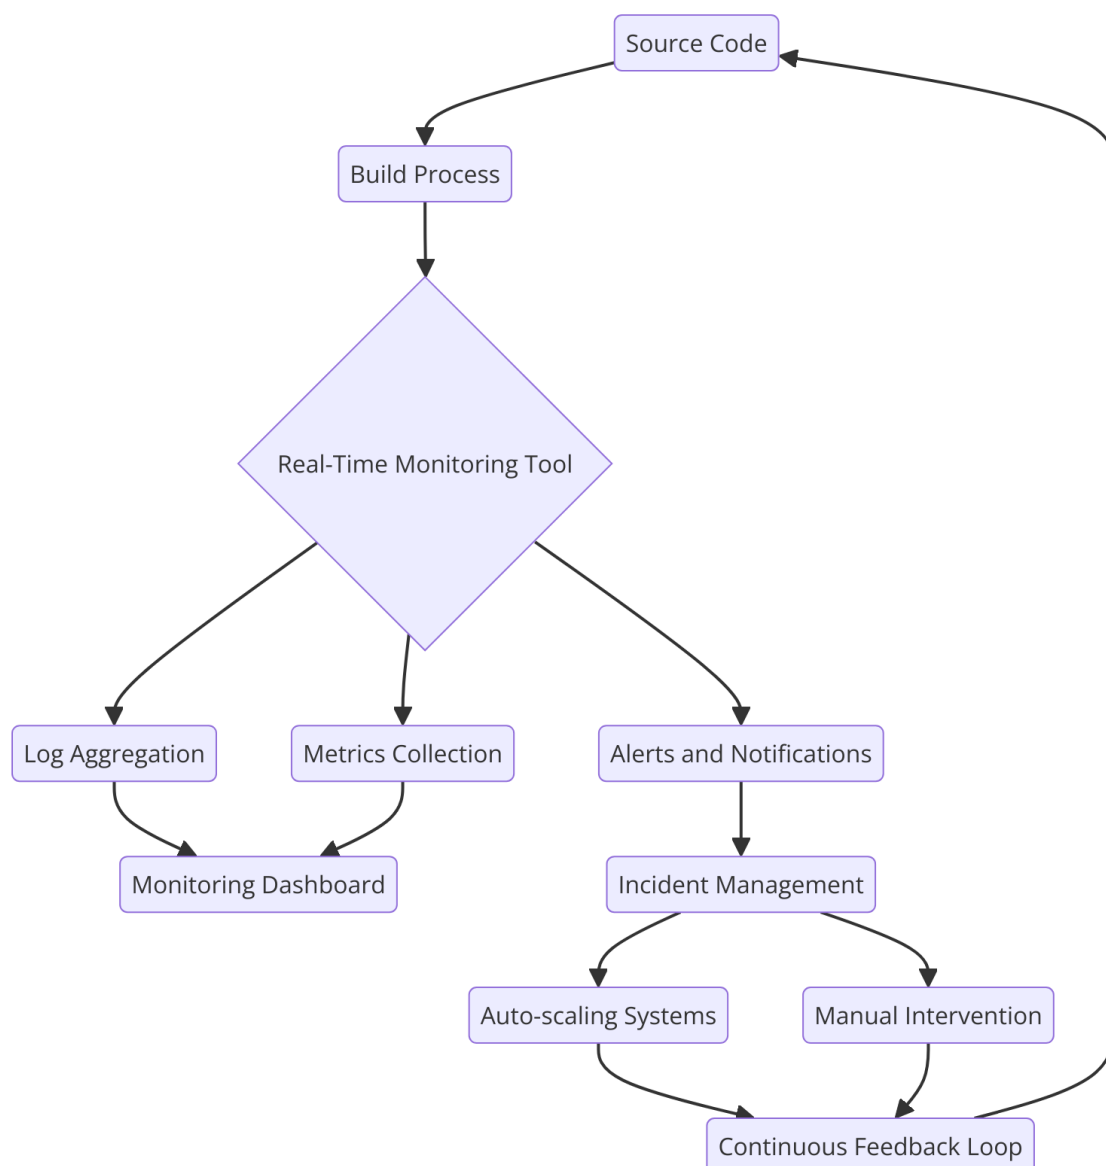 Source Code
Build Process
Real-Time Monitoring Tool
Log Aggregation
Metrics Collection
Alerts and Notifications
Monitoring Dashboard
Incident Management
Auto-scaling Systems
Manual Intervention
Continuous Feedback Loop